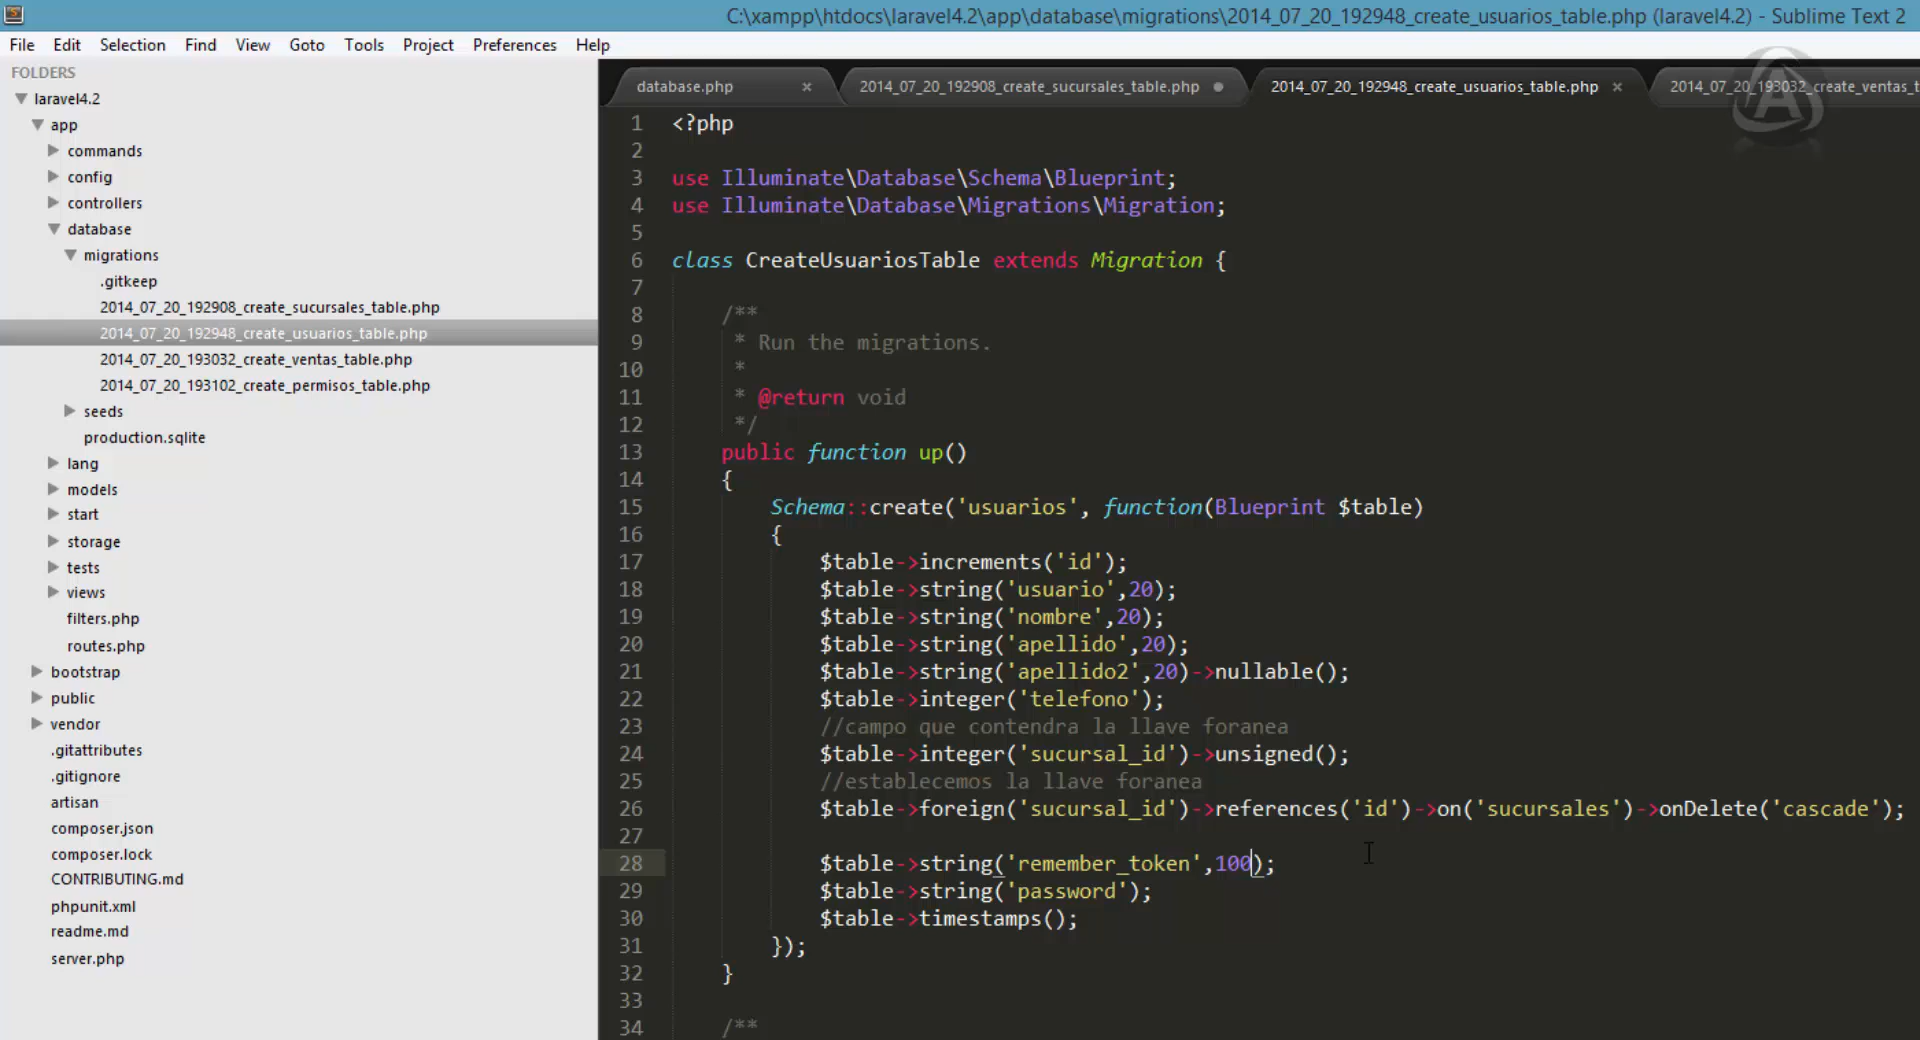 C:\xampp\htdocs\laravel4.2\app\database\migrations\2014_07_20_192948_create_usuarios_table.php (laravel4.2) - Sublime Text 2
File Edit Selection Find View Goto Tools Project Preferences Help
FOLDERS
laravel4.2
app
commands
config
controllers
database
migrations
.gitkeep
2014_07_20_192908_create_sucursales_table.php
2014_07_20_192948_create_usuarios_table.php
2014_07_20_193032_create_ventas_table.php
2014_07_20_193102_create_permisos_table.php
seeds
production.sqlite
lang
models
start
storage
tests
views
filters.php
routes.php
bootstrap
public
vendor
.gitattributes
.gitignore
artisan
composer.json
composer.lock
CONTRIBUTING.md
phpunit.xml
readme.md
server.php
database.php × 2014_07_20_192908_create_sucursales_table.php 2014_07_20_192948_create_usuarios_table.php × 2014_07_20_193032_create_ventas_t
1 <?php
2
3 use Illuminate\Database\Schema\Blueprint;
4 use Illuminate\Database\Migrations\Migration;
5
6 class CreateUsuariosTable extends Migration {
7
8 /**
9 * Run the migrations.
10 *
11 * @return void
12 */
13 public function up()
14 {
15 Schema::create('usuarios', function(Blueprint $table)
16 {
17 $table->increments('id');
18 $table->string('usuario',20);
19 $table->string('nombre',20);
20 $table->string('apellido',20);
21 $table->string('apellido2',20)->nullable();
22 $table->integer('telefono');
23 //campo que contendra la llave foranea
24 $table->integer('sucursal_id')->unsigned();
25 //establecemos la llave foranea
26 $table->foreign('sucursal_id')->references('id')->on('sucursales')->onDelete('cascade');
27
28 $table->string('remember_token',100);
29 $table->string('password');
30 $table->timestamps();
31 });
32 }
33
34 /**